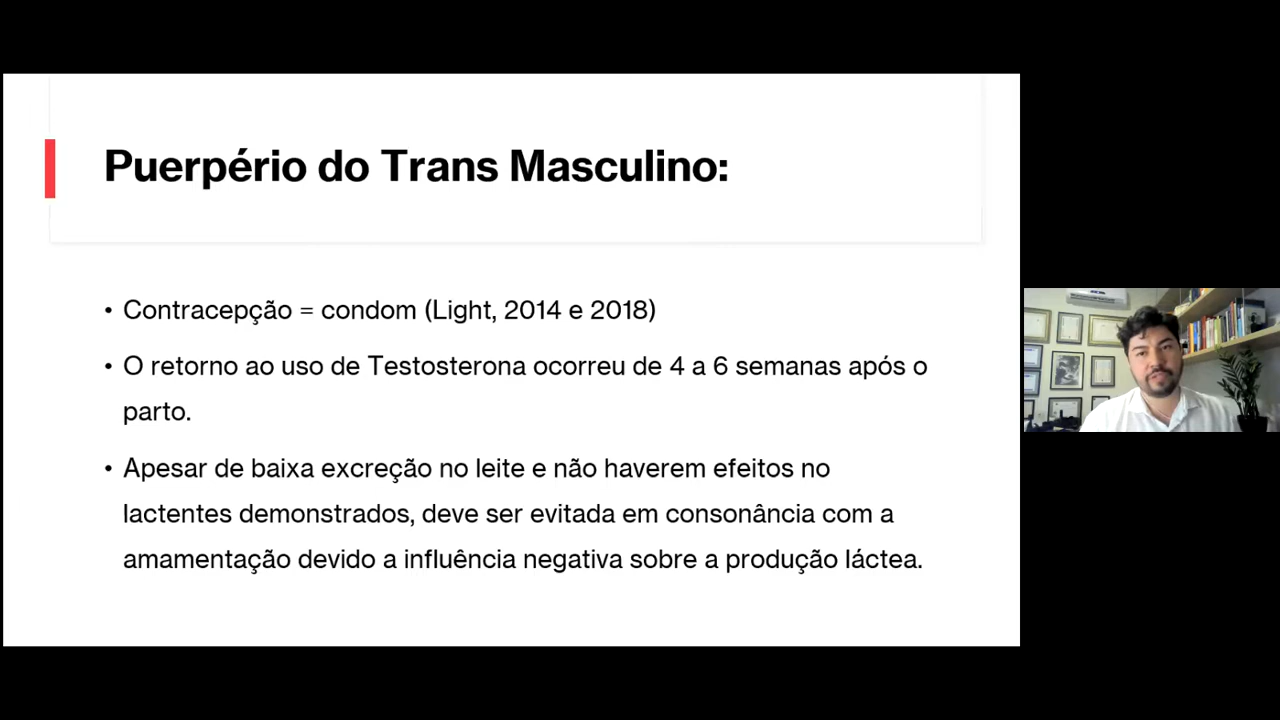 Puerpério do Trans Masculino:
• Contracepção = condom (Light, 2014 e 2018)
• O retorno ao uso de Testosterona ocorreu de 4 a 6 semanas após o
parto.
• Apesar de baixa excreção no leite e não haverem efeitos no
lactentes demonstrados, deve ser evitada em consonância com a
amamentação devido a influência negativa sobre a produção láctea.